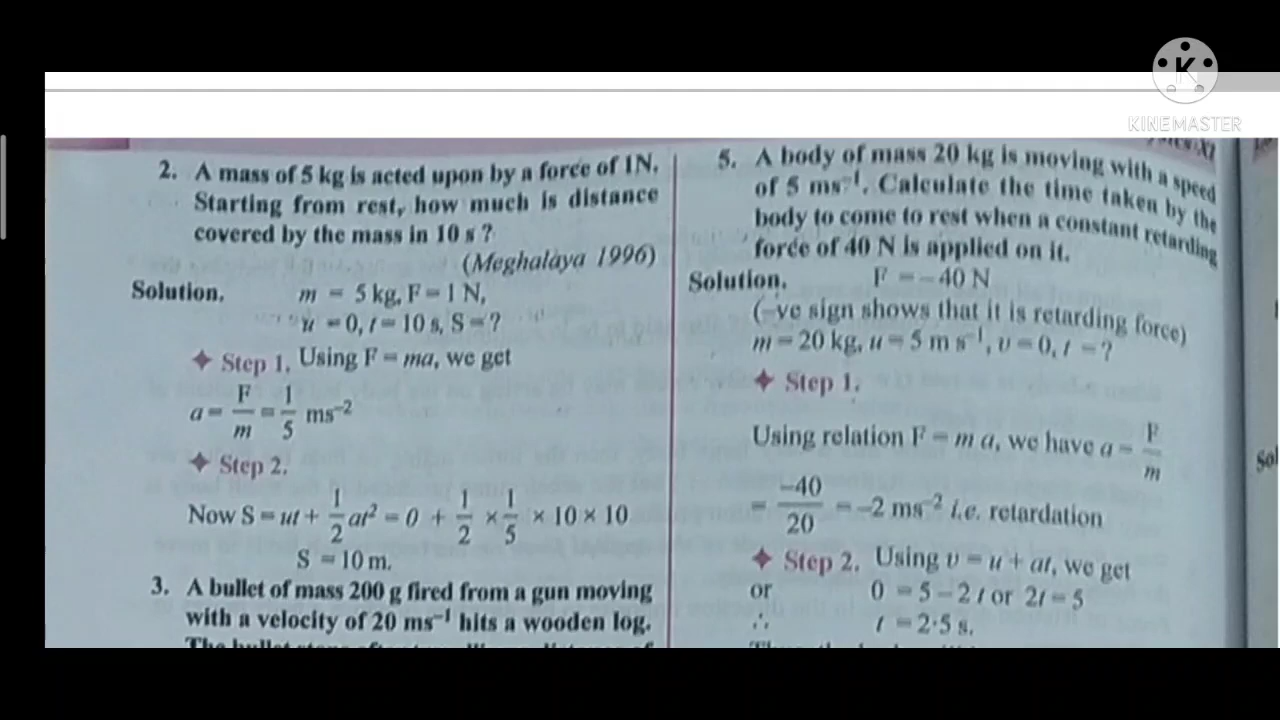 K
KINEMASTER
2. A mass of 5 kg is acted upon by a force of 1N.
Starting from rest, how much is distance
covered by the mass in 10 s ?
(Meghalaya 1996)
Solution. m = 5 kg, F = 1 N,
u = 0, t = 10 s, S = ?
✦ Step 1. Using F = ma, we get
a = F/m = 1/5 ms⁻²
✦ Step 2.
Now S = ut + 1/2 at² = 0 + 1/2 × 1/5 × 10 × 10
S = 10 m.
3. A bullet of mass 200 g fired from a gun moving
with a velocity of 20 ms⁻¹ hits a wooden log.
5. A body of mass 20 kg is moving with a speed
of 5 ms⁻¹. Calculate the time taken by the
body to come to rest when a constant retarding
force of 40 N is applied on it.
Solution. F = –40 N
(–ve sign shows that it is retarding force)
m = 20 kg, u = 5 m s⁻¹, v = 0, t = ?
✦ Step 1.
Using relation F = m a, we have a = F/m
= –40/20 = –2 ms⁻² i.e. retardation
✦ Step 2. Using v = u + at, we get
or 0 = 5 – 2 t or 2t = 5
∴ t = 2·5 s.
Sol